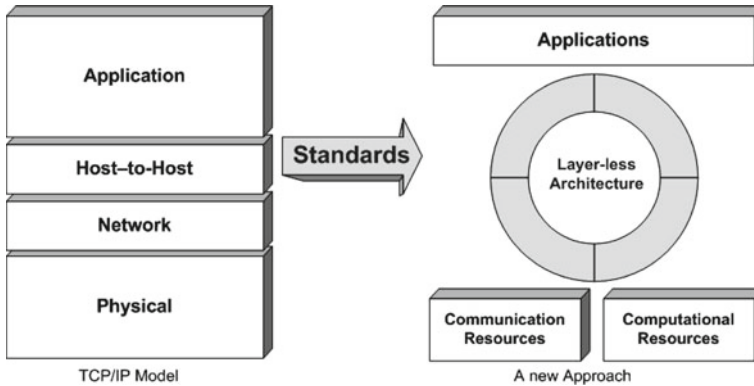 Application
Host–to-Host
Network
Physical
TCP/IP Model
Standards
Applications
Layer-less
Architecture
Communication
Resources
Computational
Resources
A new Approach